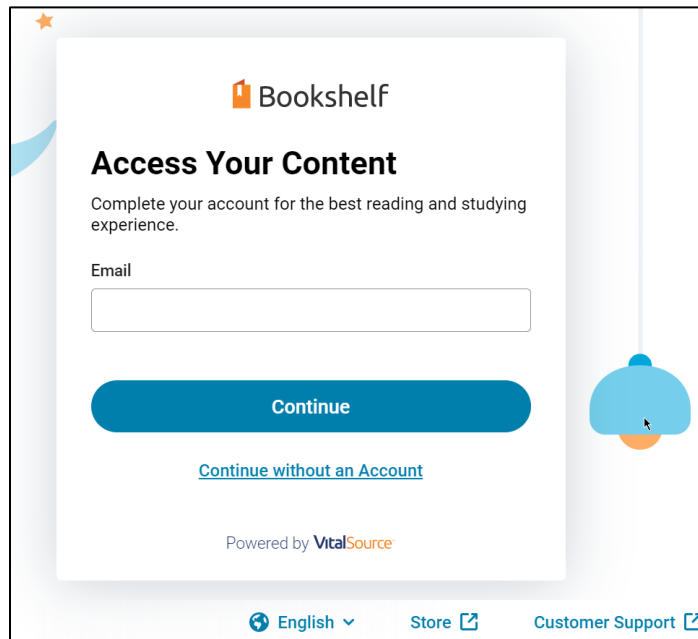 Bookshelf
Access Your Content
Complete your account for the best reading and studying
experience.
Email
Continue
Continue without an Account
Powered by VitalSource
English
Store
Customer Support